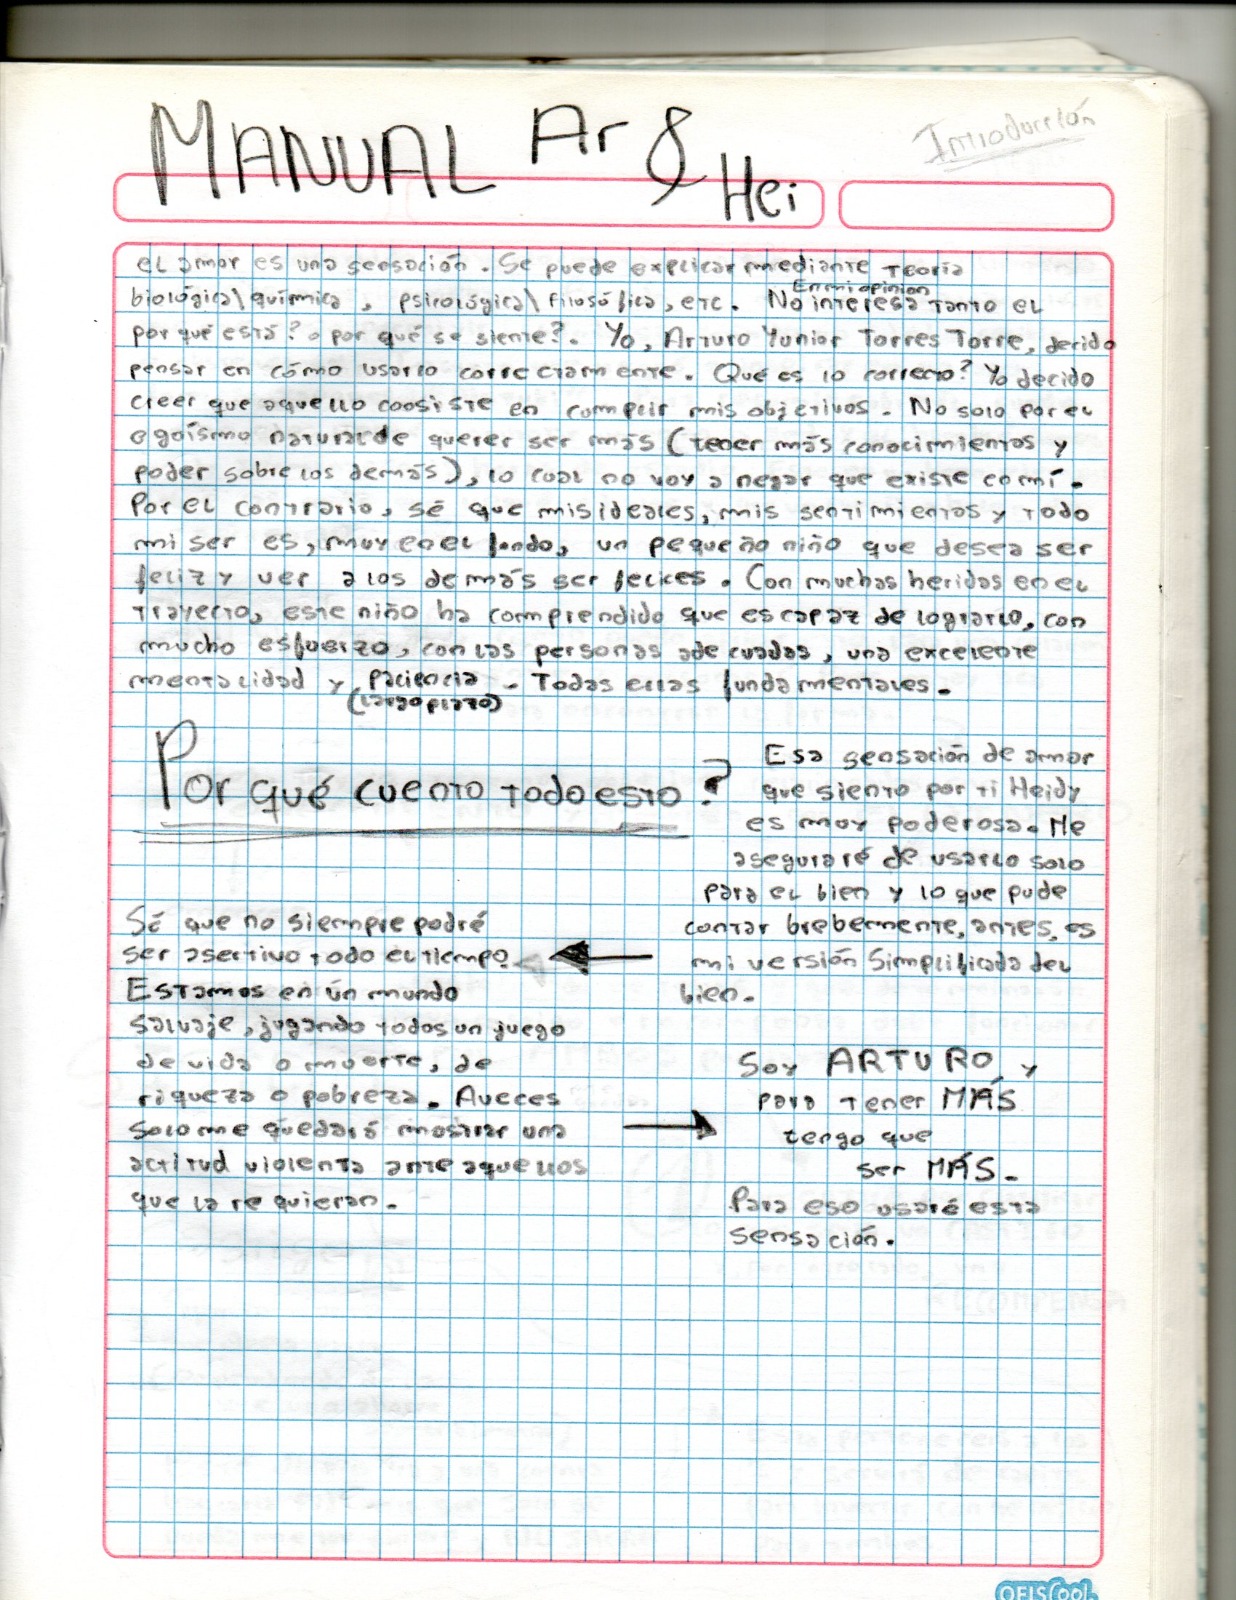 MANUAL Ar & Hei
Introducción
El amor es una sensación. Se puede explicar mediante teoría
biológica\química, psicológica\filosófica, etc. En mi opinion No interesa tanto el
por qué está? o por qué se siente?. Yo, Arturo Yunior Torres Torre, decido
pensar en cómo usarlo correctamente. Qué es lo correcto? Yo decido
creer que aquello consiste en cumplir mis objetivos. No solo por el
egoísmo natural de querer ser más (tener más conocimientos y
poder sobre los demás), lo cual no voy a negar que existe en mí.
Por el contrario, sé que mis ideales, mis sentimientos y todo
mi ser es, muy en el fondo, un pequeño niño que desea ser
feliz y ver a los demás ser felices. Con muchas heridas en el
trayecto, este niño ha comprendido que es capaz de lograrlo, con
mucho esfuerzo, con las personas adecuadas, una excelente
mentalidad y paciencia. Todas ellas fundamentales.
(largo plazo)
Por qué cuento todo esto?
Esa sensación de amor
que siento por ti Heidy
es muy poderosa. Me
aseguraré de usarlo solo
para el bien y lo que pude
contar brebemente, antes, es
mi versión simplificada del
bien.
Sé que no siempre podré
ser asertivo todo el tiempo.
Estamos en ún mundo
salvaje, jugando todos un juego
de vida o muerte, de
riqueza o pobreza. Aveces
solo me quedará mostrar una
actitud violenta ante aquellos
que la requieran.
Soy ARTURO, y
para tener MÁS
tengo que
ser MÁS.
Para eso usaré esta
sensación.
OFISCOOL